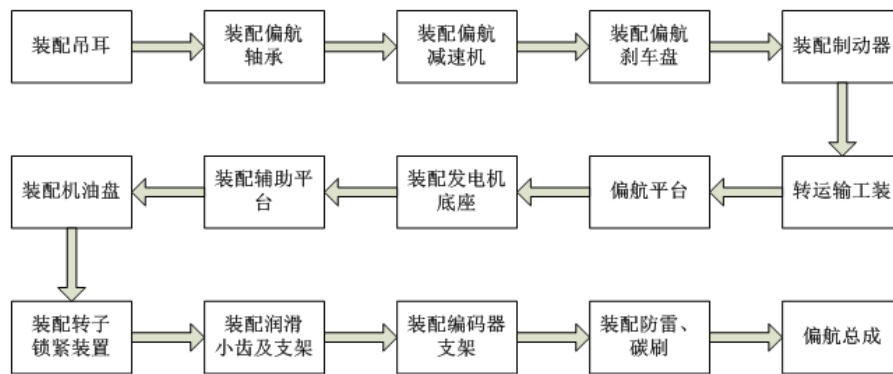 装配吊耳
装配偏航
轴承
装配偏航
减速机
装配偏航
刹车盘
装配制动器
转运输工装
偏航平台
装配发电机
底座
装配辅助平
台
装配机油盘
装配转子
锁紧装置
装配润滑
小齿及支架
装配编码器
支架
装配防雷、
碳刷
偏航总成